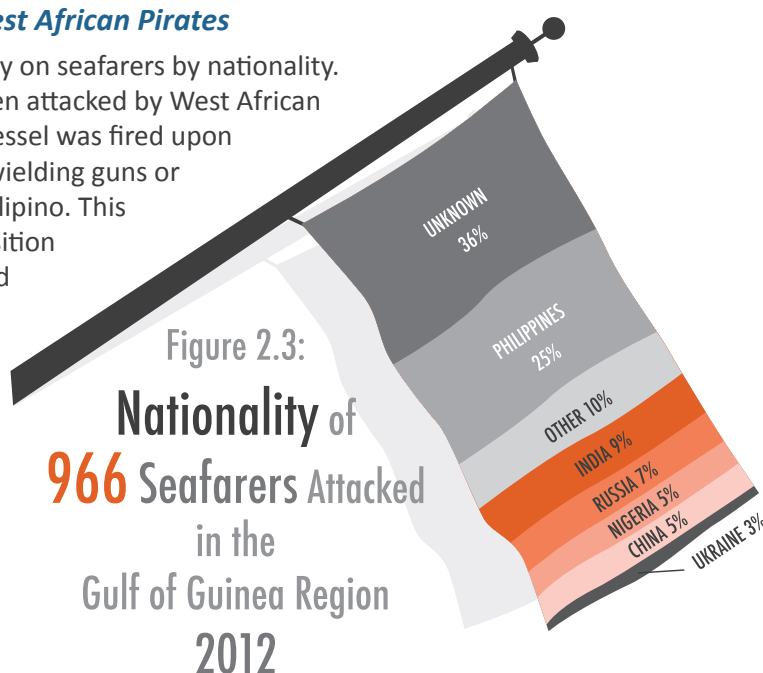 est African Pirates
y on seafarers by nationality.
en attacked by West African
essel was fired upon
wielding guns or
lipino. This
sition
d
UNKNOWN
36%
PHILIPPINES
25%
OTHER 10%
INDIA 9%
RUSSIA 7%
NIGERIA 5%
CHINA 5%
UKRAINE 3%
Figure 2.3:
Nationality of
966 Seafarers Attacked
in the
Gulf of Guinea Region
2012